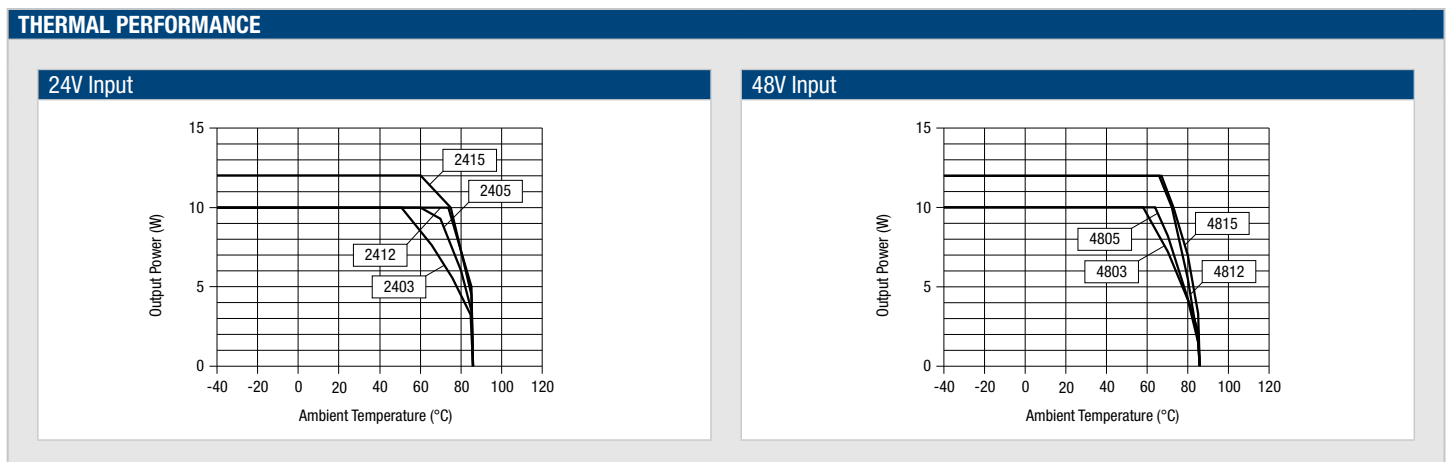 THERMAL PERFORMANCE
24V Input
15
10
5
0
Output Power (W)
2415
2405
2412
2403
-40 -20 0 20 40 60 80 100 120
Ambient Temperature (°C)
48V Input
15
10
5
0
Output Power (W)
4815
4805
4803
4812
-40 -20 0 20 40 60 80 100 120
Ambient Temperature (°C)